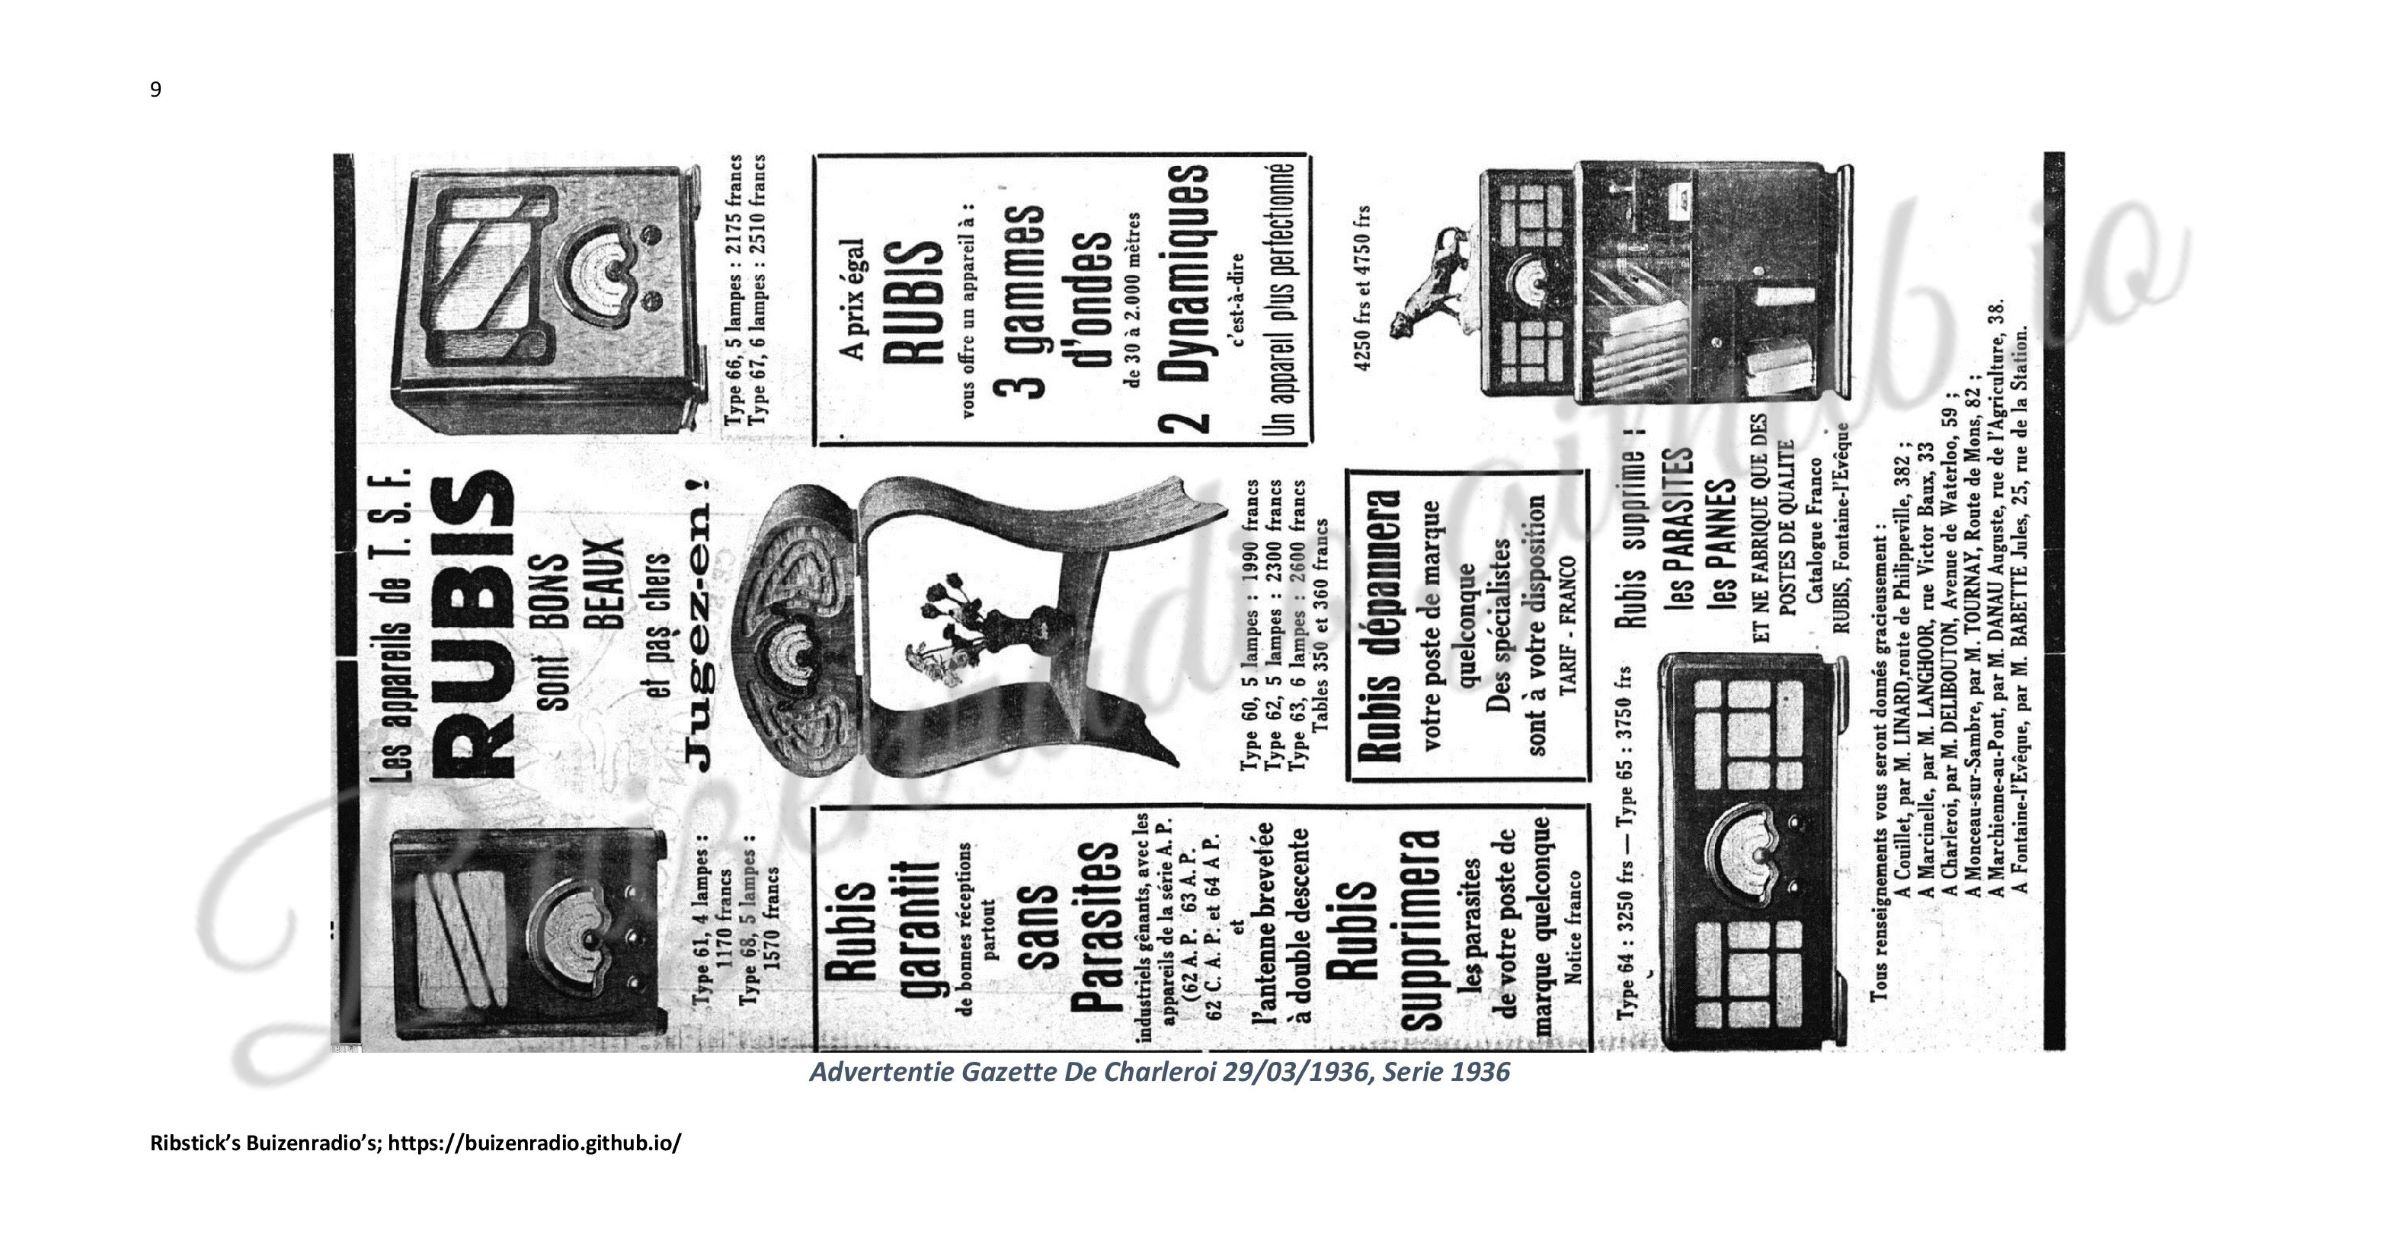 9
Les appareils de T. S. F.
RUBIS
sont BONS
BEAUX
et pas chers
Jugez-en !
Type 61, 4 lampes :
1170 francs
Type 68, 5 lampes :
1570 francs
Type 66, 5 lampes : 2175 francs
Type 67, 6 lampes : 2510 francs
Rubis
garantit
de bonnes réceptions
partout
sans
Parasites
industriels gênants, avec les
appareils de la série A. P.
(62 A. P. 63 A. P.
62 C. A. P. et 64 A P.
et
l'antenne brevetée
à double descente
Rubis
supprimera
les parasites
de votre poste de
marque quelconque
Notice franco
Type 60, 5 lampes : 1990 francs
Type 62, 5 lampes : 2300 francs
Type 63, 6 lampes : 2600 francs
Tables 350 et 360 francs
A prix égal
RUBIS
vous offre un appareil à :
3 gammes
d'ondes
de 30 à 2.000 mètres
2 Dynamiques
c'est-à-dire
Un appareil plus perfectionné
Rubis dépannera
votre poste de marque
quelconque
Des spécialistes
sont à votre disposition
TARIF - FRANCO
4250 frs et 4750 frs
Type 64 : 3250 frs — Type 65 : 3750 frs
Rubis supprime :
les PARASITES
les PANNES
ET NE FABRIQUE QUE DES
POSTES DE QUALITE
Catalogue Franco
RUBIS, Fontaine-l'Evêque
Tous renseignements vous seront donnés gracieusement :
A Couillet, par M. LINARD,route de Philippeville, 382 ;
A Marcinelle, par M. LANGHOOR, rue Victor Baux, 33
A Charleroi, par M. DELIBOUTON, Avenue de Waterloo, 59 ;
A Monceau-sur-Sambre, par M. TOURNAY, Route de Mons, 82 ;
A Marchienne-au-Pont, par M. DANAU Auguste, rue de l'Agriculture, 38.
A Fontaine-l'Evêque, par M. BABETTE Jules, 25, rue de la Station.
Buizenradio github io
Advertentie Gazette De Charleroi 29/03/1936, Serie 1936
Ribstick's Buizenradio's; https://buizenradio.github.io/